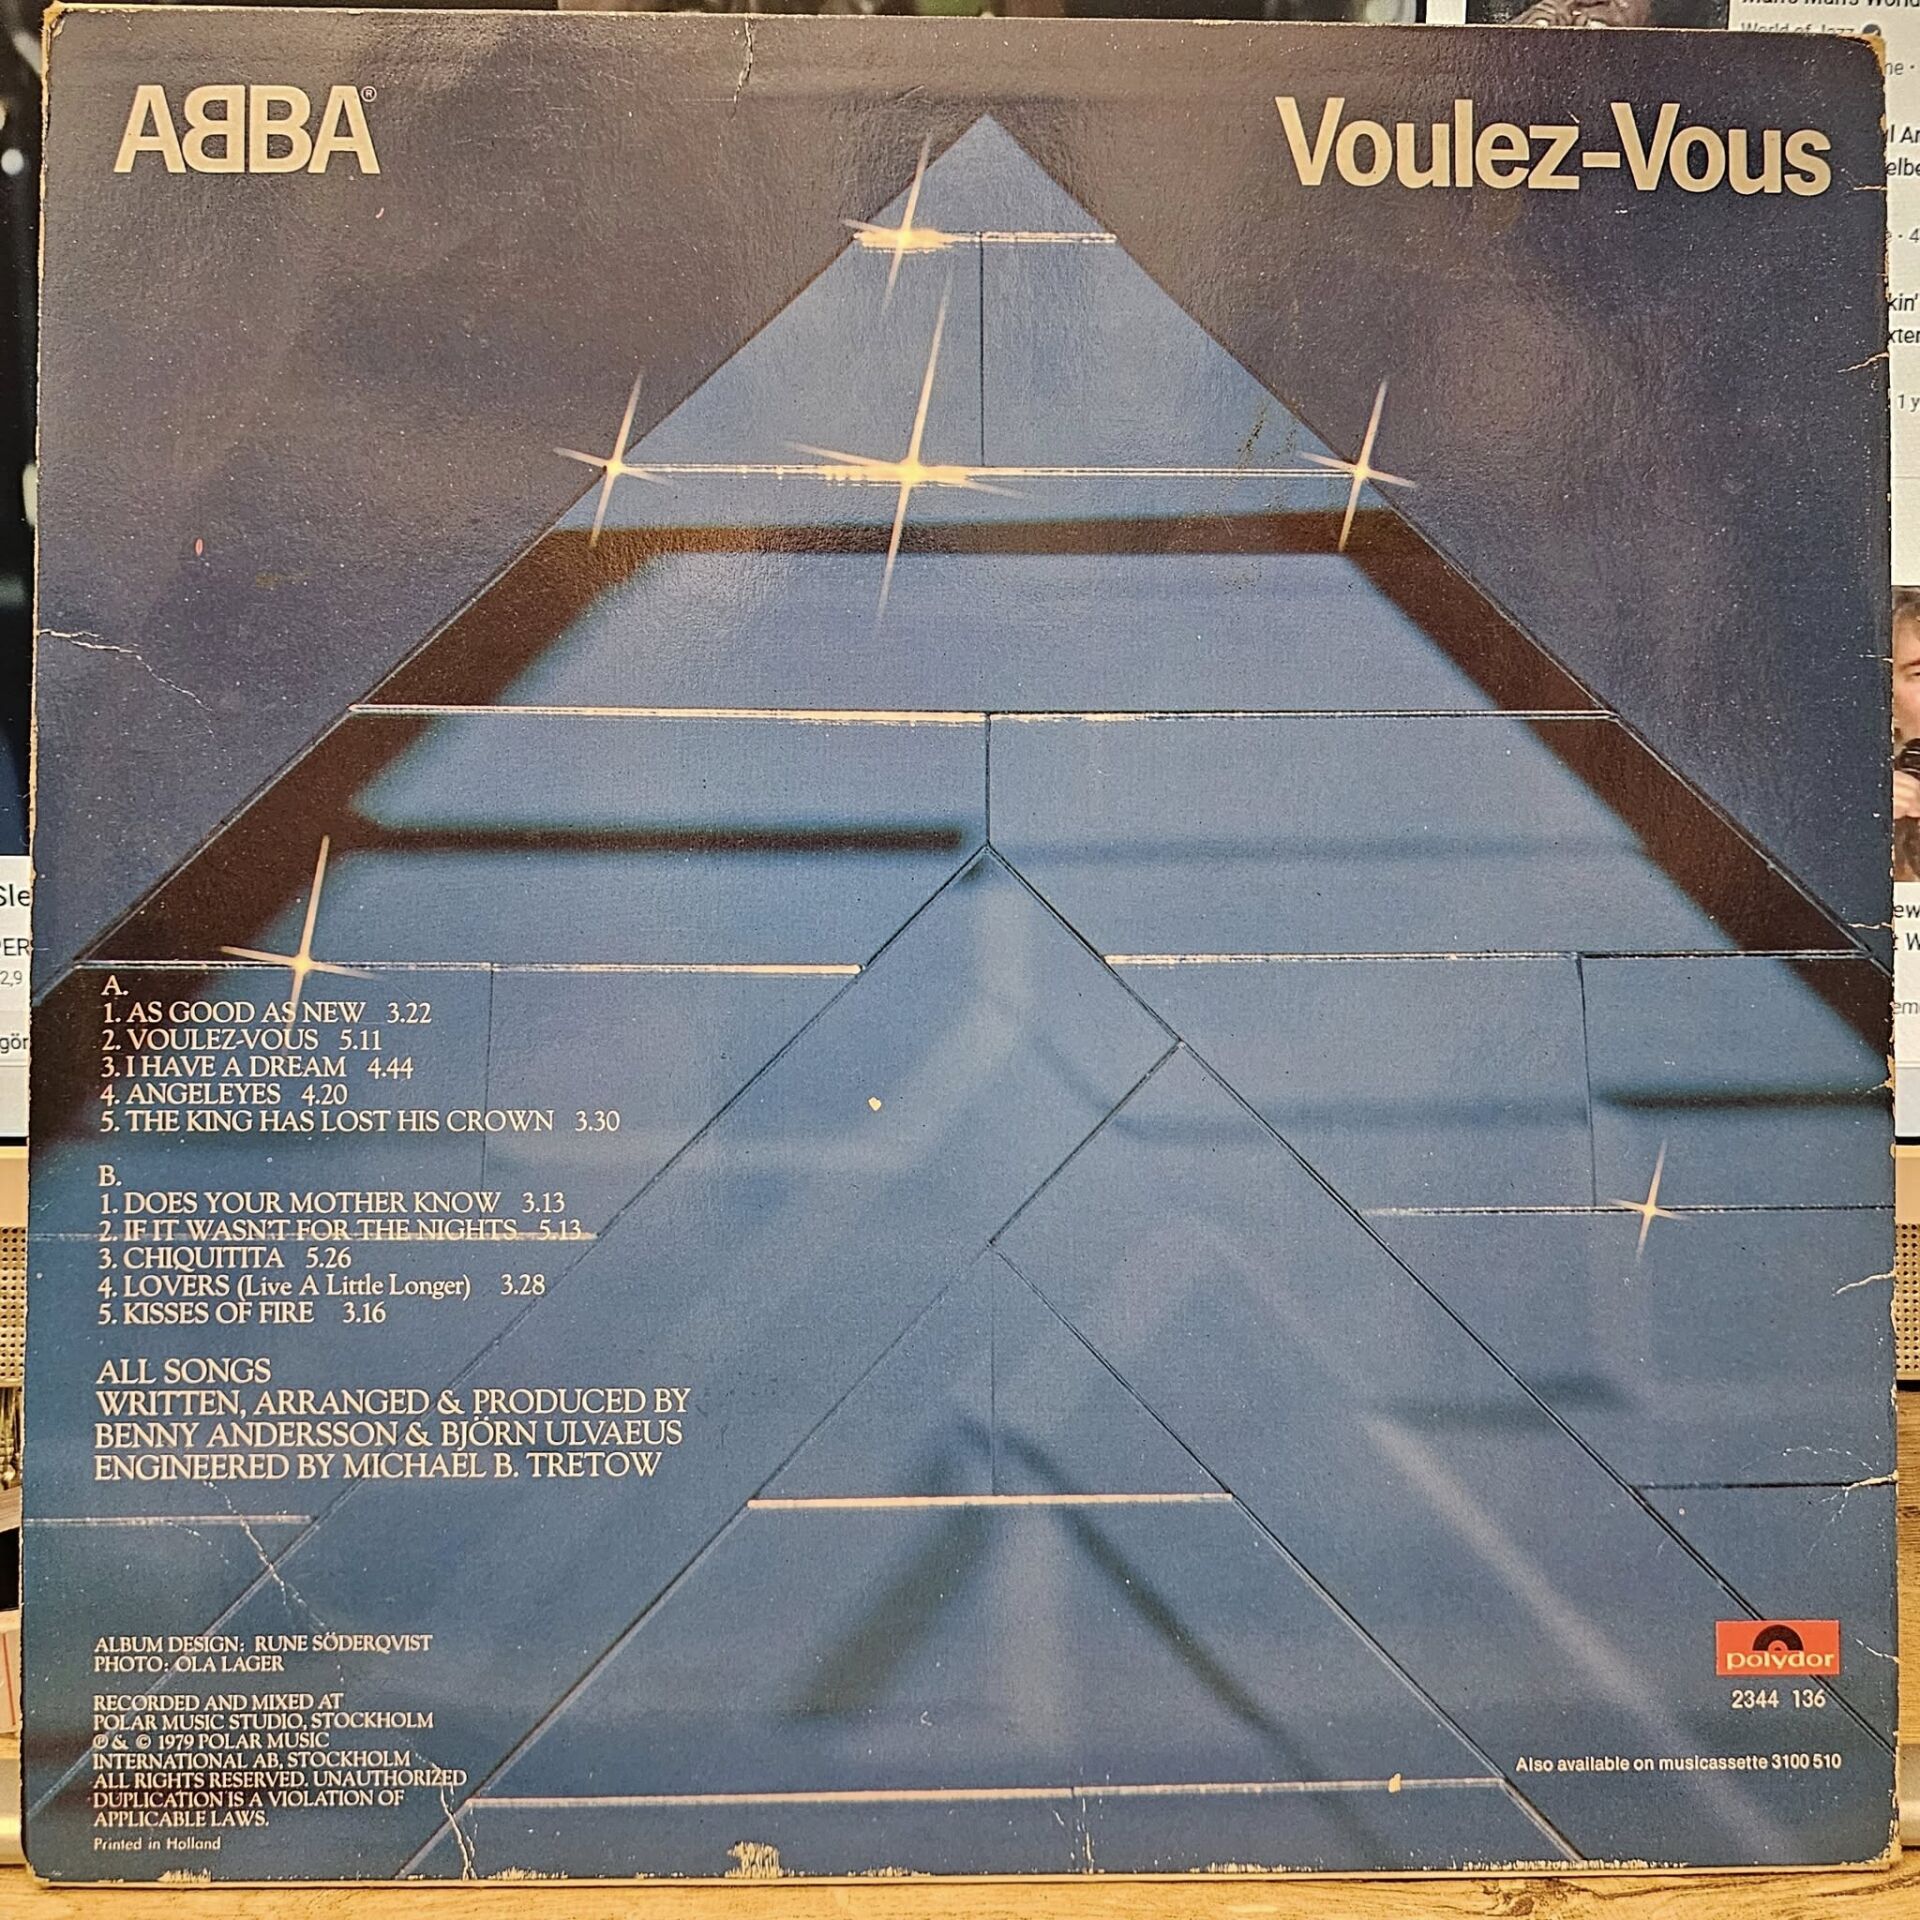 ABBA®
Voulez-Vous
A.
1. AS GOOD AS NEW 3.22
2. VOULEZ-VOUS 5.11
3. I HAVE A DREAM 4.44
4. ANGELEYES 4.20
5. THE KING HAS LOST HIS CROWN 3.30
B.
1. DOES YOUR MOTHER KNOW 3.13
2. IF IT WASN'T FOR THE NIGHTS 5.13
3. CHIQUITITA 5.26
4. LOVERS (Live A Little Longer) 3.28
5. KISSES OF FIRE 3.16
ALL SONGS
WRITTEN, ARRANGED & PRODUCED BY
BENNY ANDERSSON & BJÖRN ULVAEUS
ENGINEERED BY MICHAEL B. TRETOW
ALBUM DESIGN: RUNE SÖDERQVIST
PHOTO: OLA LAGER
RECORDED AND MIXED AT
POLAR MUSIC STUDIO, STOCKHOLM
℗ & © 1979 POLAR MUSIC
INTERNATIONAL AB, STOCKHOLM
ALL RIGHTS RESERVED. UNAUTHORIZED
DUPLICATION IS A VIOLATION OF
APPLICABLE LAWS.
Printed in Holland
polydor
2344 136
Also available on musicassette 3100 510